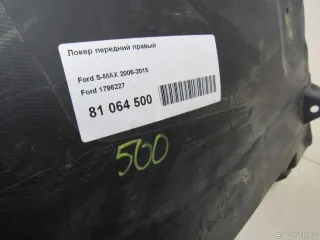 Локер передний правый
Ford S-MAX 2006-2015
Ford 1796227
81 064 500
500